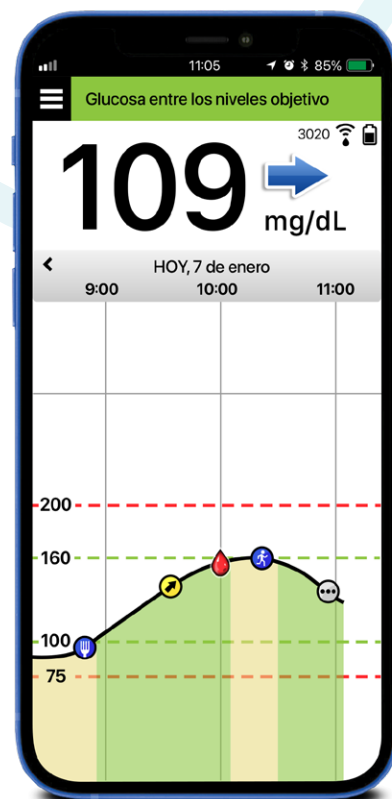 11:05 85%
Glucosa entre los niveles objetivo
3020
109
mg/dL
HOY, 7 de enero
9:00 10:00 11:00
200
160
100
75